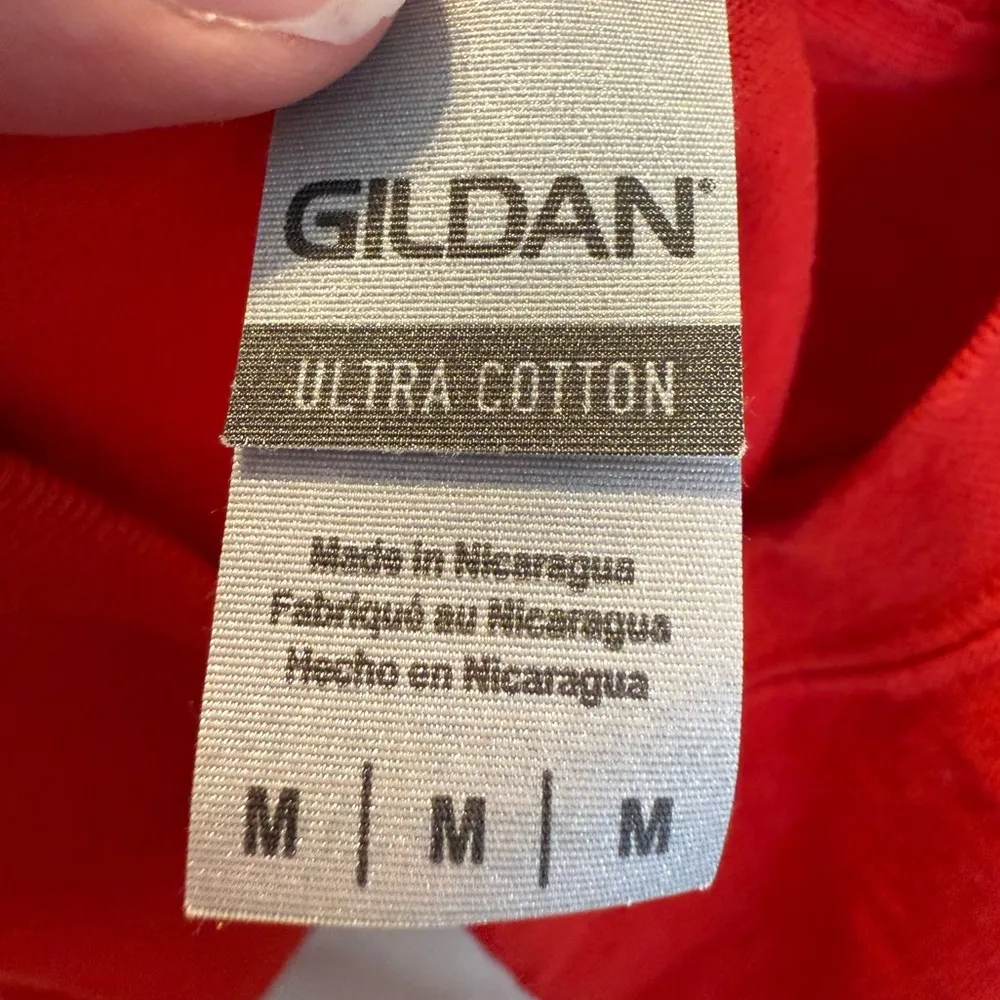 GILDAN®
ULTRA COTTON
Made in Nicaragua
Fabriqué au Nicaragua
Hecho en Nicaragua
M | M | M